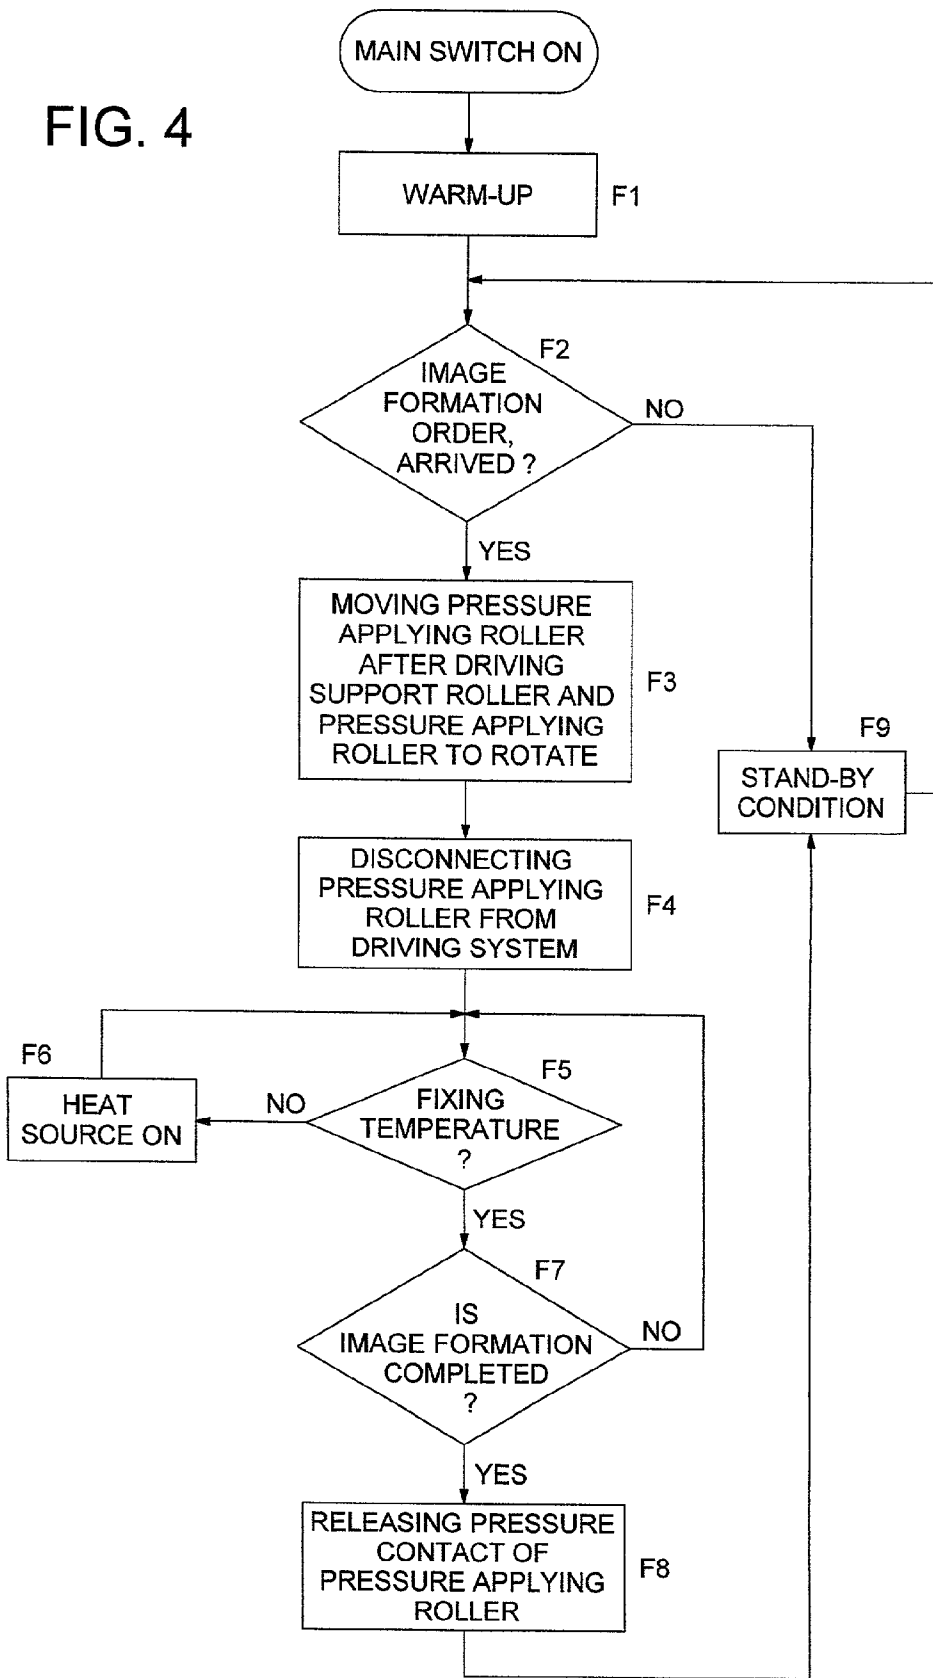 MAIN SWITCH ON
FIG. 4
WARM-UP
F1
F2
IMAGE
FORMATION
ORDER,
ARRIVED ?
NO
YES
MOVING PRESSURE
APPLYING ROLLER
AFTER DRIVING
SUPPORT ROLLER AND
PRESSURE APPLYING
ROLLER TO ROTATE
F3
F9
STAND-BY
CONDITION
DISCONNECTING
PRESSURE APPLYING
ROLLER FROM
DRIVING SYSTEM
F4
F6
HEAT
SOURCE ON
NO
F5
FIXING
TEMPERATURE
?
YES
F7
IS
IMAGE FORMATION
COMPLETED
?
NO
YES
RELEASING PRESSURE
CONTACT OF
PRESSURE APPLYING
ROLLER
F8